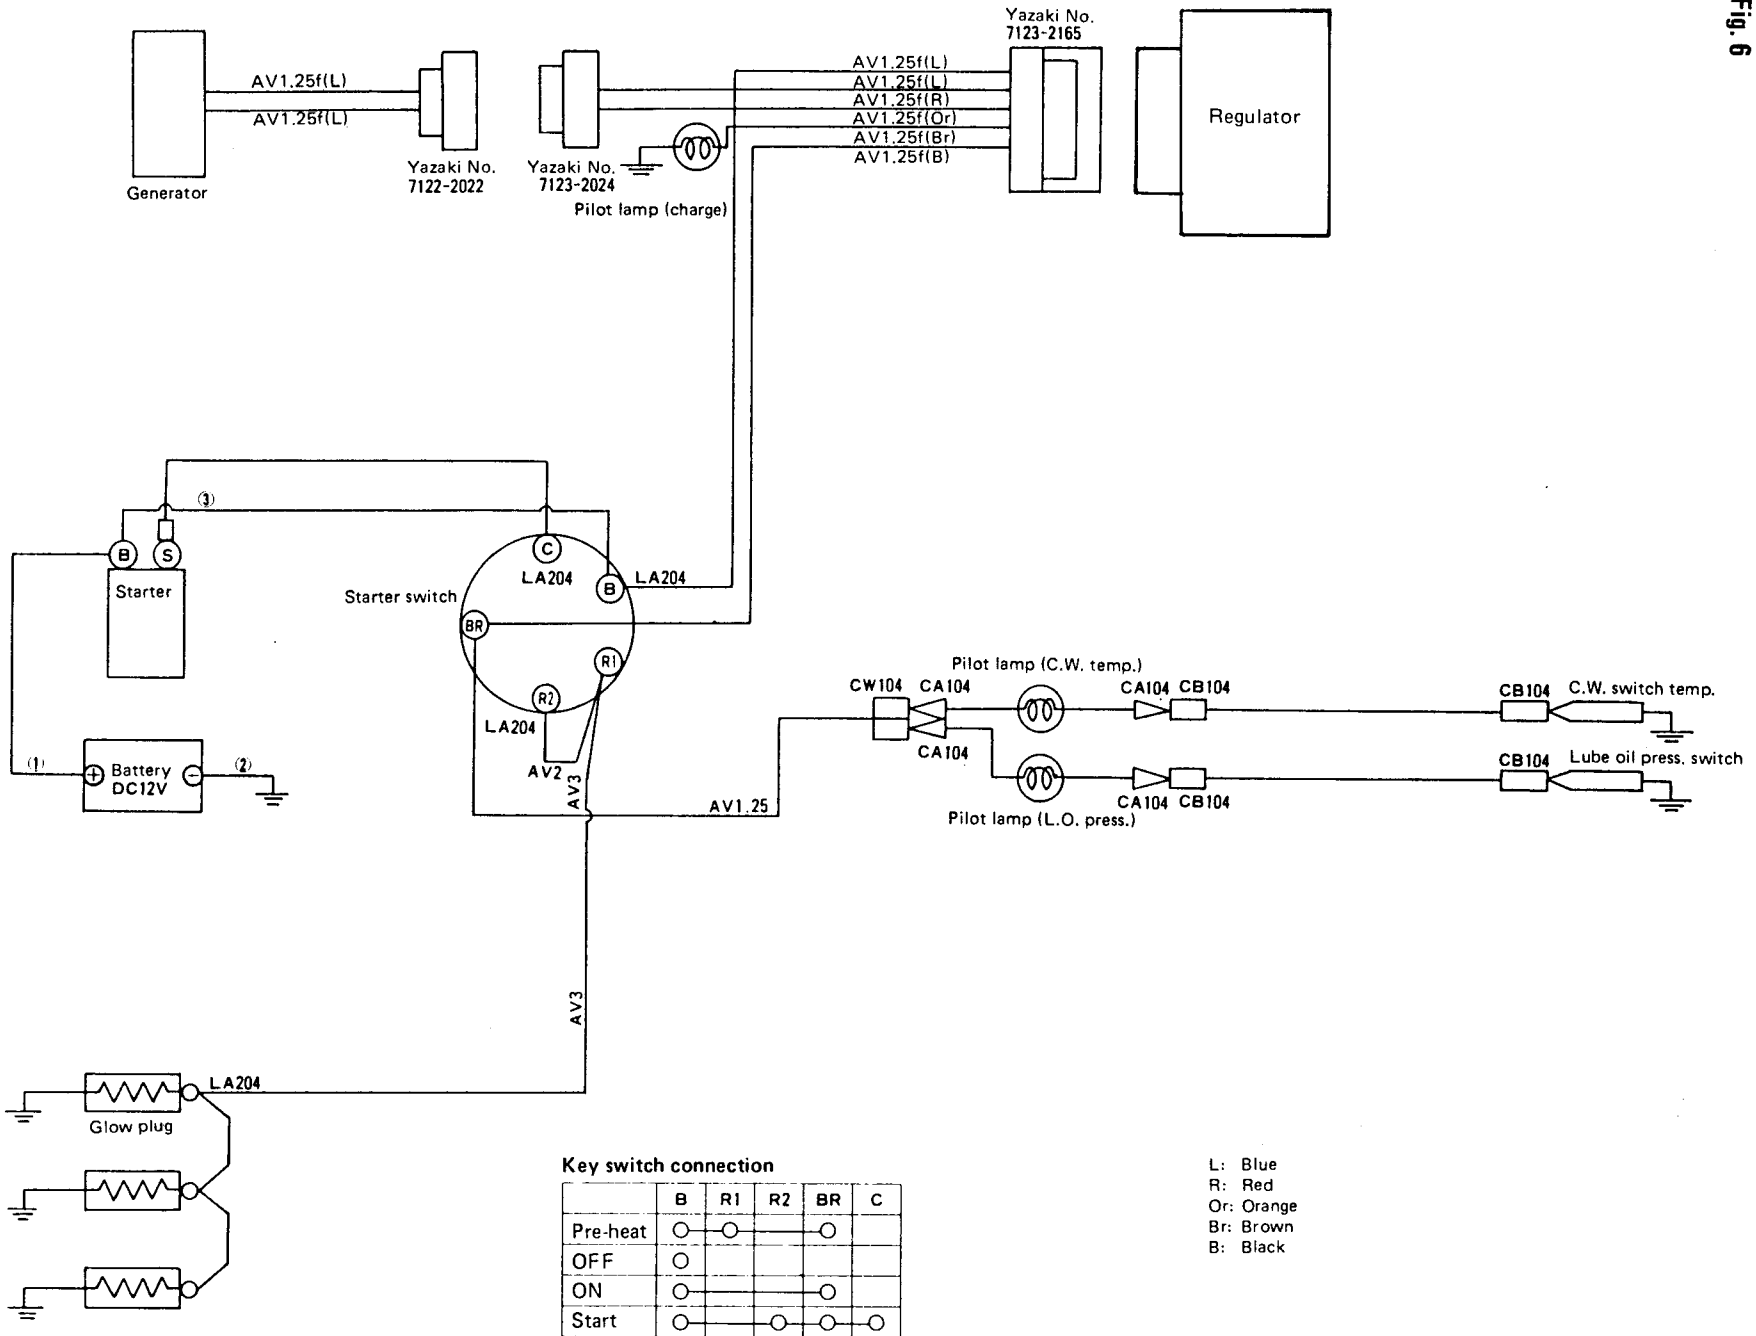 Fig. 6
Yazaki No.
7123-2165
AV1.25f(L)
AV1.25f(L)
AV1.25f(L)
AV1.25f(L)
AV1.25f(R)
AV1.25f(Or)
AV1.25f(Br)
AV1.25f(B)
Regulator
Generator
Yazaki No.
7122-2022
Yazaki No.
7123-2024
Pilot lamp (charge)
③
B
S
Starter
Starter switch
C
LA204
B
LA204
BR
R1
R2
LA204
AV2
AV3
(1)
+ Battery −
DC12V
(2)
AV1.25
Pilot lamp (C.W. temp.)
CW104
CA104
CA104
CB104
CB104
C.W. switch temp.
CA104
CA104
CB104
CB104
Lube oil press. switch
Pilot lamp (L.O. press.)
AV3
LA204
Glow plug
Key switch connection
B R1 R2 BR C
Pre-heat
OFF
ON
Start
L: Blue
R: Red
Or: Orange
Br: Brown
B: Black